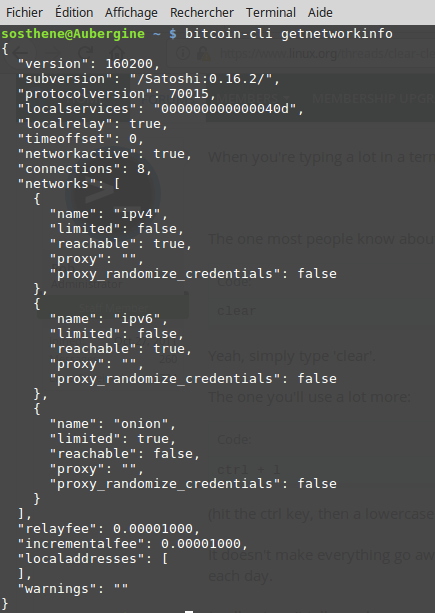 Fichier Édition Affichage Rechercher Terminal Aide
sosthene@Aubergine ~ $ bitcoin-cli getnetworkinfo
{
  "version": 160200,
  "subversion": "/Satoshi:0.16.2/",
  "protocolversion": 70015,
  "localservices": "000000000000040d",
  "localrelay": true,
  "timeoffset": 0,
  "networkactive": true,
  "connections": 8,
  "networks": [
    {
      "name": "ipv4",
      "limited": false,
      "reachable": true,
      "proxy": "",
      "proxy_randomize_credentials": false
    },
    {
      "name": "ipv6",
      "limited": false,
      "reachable": true,
      "proxy": "",
      "proxy_randomize_credentials": false
    },
    {
      "name": "onion",
      "limited": true,
      "reachable": false,
      "proxy": "",
      "proxy_randomize_credentials": false
    }
  ],
  "relayfee": 0.00001000,
  "incrementalfee": 0.00001000,
  "localaddresses": [
  ],
  "warnings": ""
}
When you're typing a lot in a
The one most people know
Code
clear
Yeah, simply type 'clear'.
The one you'll use a lot more:
Code
ctrl + l
(hit the ctrl key, then a lowercase
It doesn't make everything go
each day.